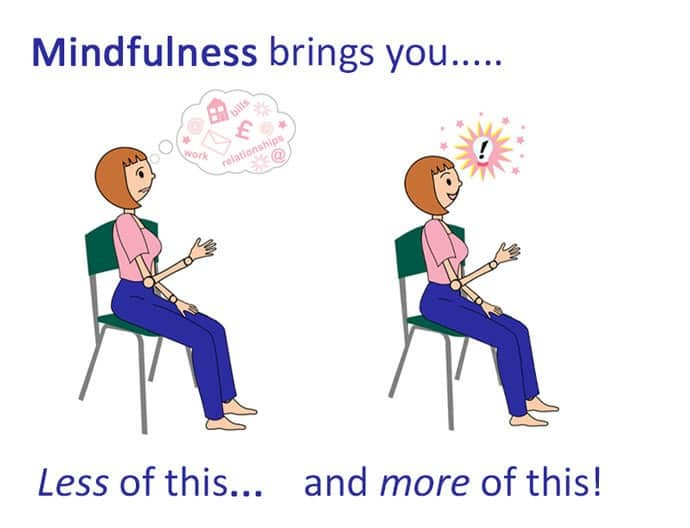 Mindfulness brings you.....
bills
£
@
work
relationships
@
!
Less of this... and more of this!